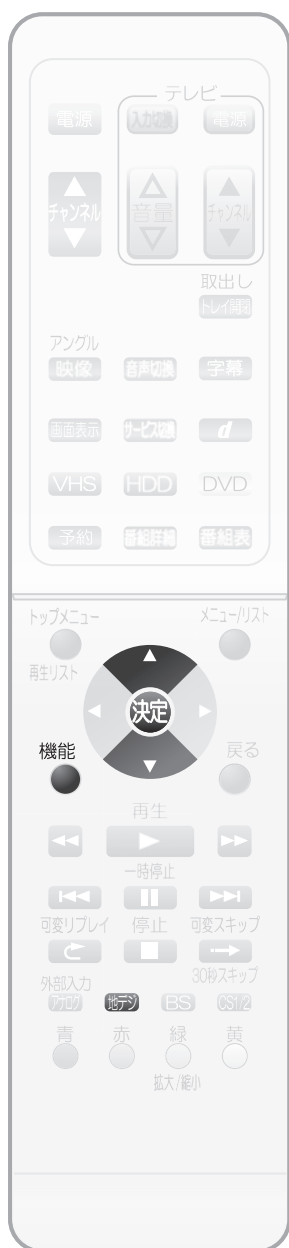 テレビ
電源 入力切換 電源
チャンネル 音量 チャンネル
取出し
トレイ開閉
アングル
映像 音声切換 字幕
画面表示 サービス切換 d
VHS HDD DVD
予約 番組詳細 番組表
トップメニュー メニュー/リスト
再生リスト
決定
機能 戻る
再生
一時停止
可変リプレイ 停止 可変スキップ
外部入力 30秒スキップ
アナログ 地デジ BS CS1/2
青 赤 緑 黄
拡大/縮小